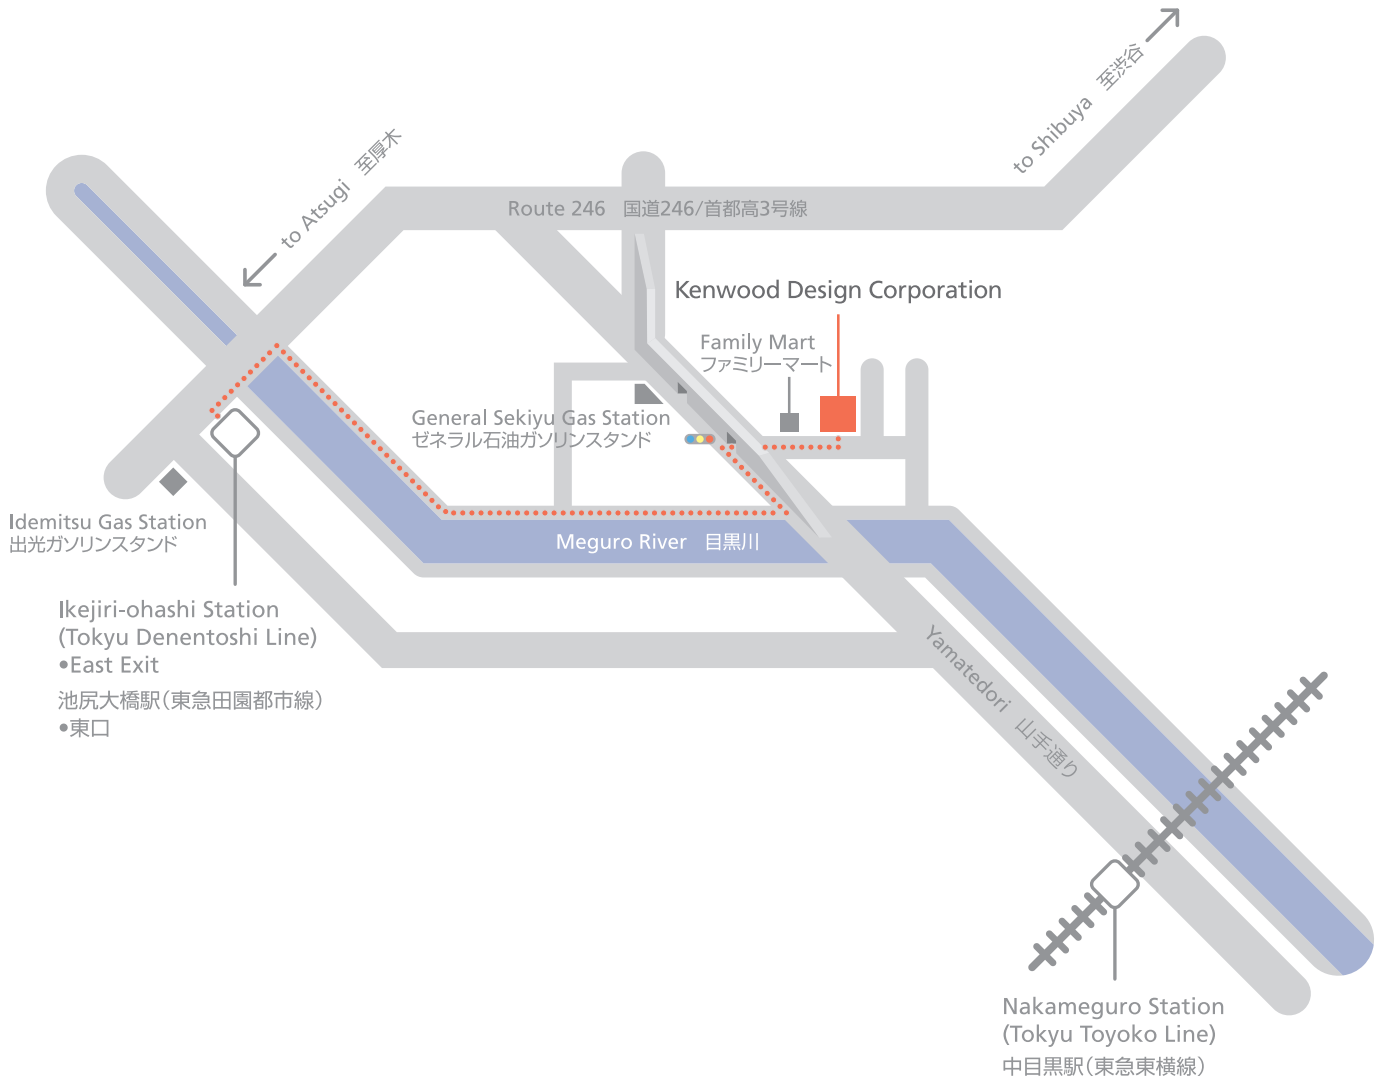 to Shibuya 至渋谷
to Atsugi 至厚木
Route 246 国道246/首都高3号線
Kenwood Design Corporation
Family Mart
ファミリーマート
General Sekiyu Gas Station
ゼネラル石油ガソリンスタンド
Idemitsu Gas Station
出光ガソリンスタンド
Meguro River 目黒川
Ikejiri-ohashi Station
(Tokyu Denentoshi Line)
•East Exit
池尻大橋駅(東急田園都市線)
•東口
Yamatedori 山手通り
Nakameguro Station
(Tokyu Toyoko Line)
中目黒駅(東急東横線)